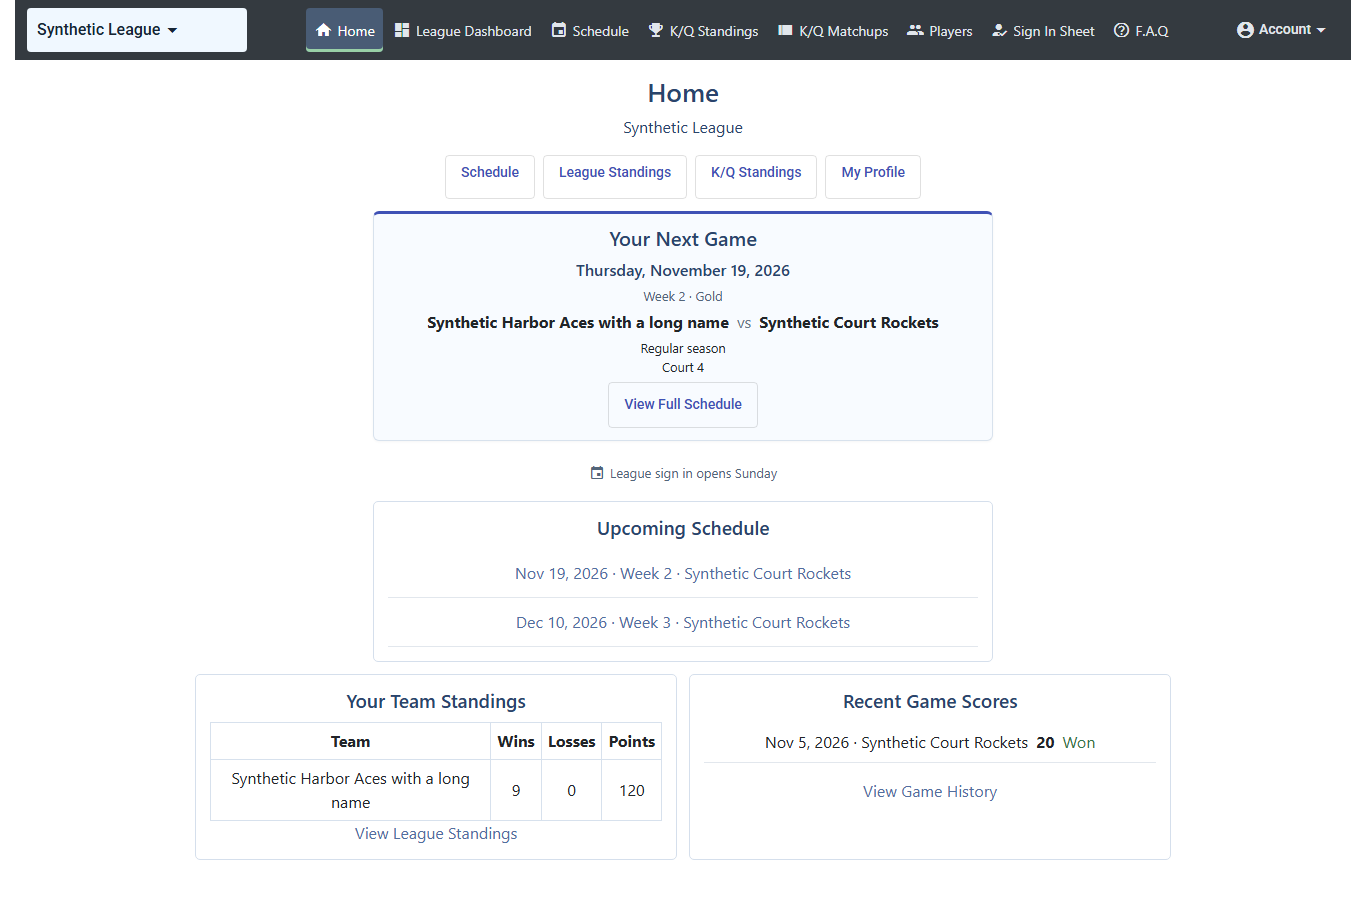 Synthetic League
Home
League Dashboard
Schedule
K/Q Standings
K/Q Matchups
Players
Sign In Sheet
F.A.Q
Account
Home
Synthetic League
Schedule
League Standings
K/Q Standings
My Profile
Your Next Game
Thursday, November 19, 2026
Week 2 · Gold
Synthetic Harbor Aces with a long name vs Synthetic Court Rockets
Regular season
Court 4
View Full Schedule
League sign in opens Sunday
Upcoming Schedule
Nov 19, 2026 · Week 2 · Synthetic Court Rockets
Dec 10, 2026 · Week 3 · Synthetic Court Rockets
Your Team Standings
Team Wins Losses Points
Synthetic Harbor Aces with a long
name
9 0 120
View League Standings
Recent Game Scores
Nov 5, 2026 · Synthetic Court Rockets 20 Won
View Game History